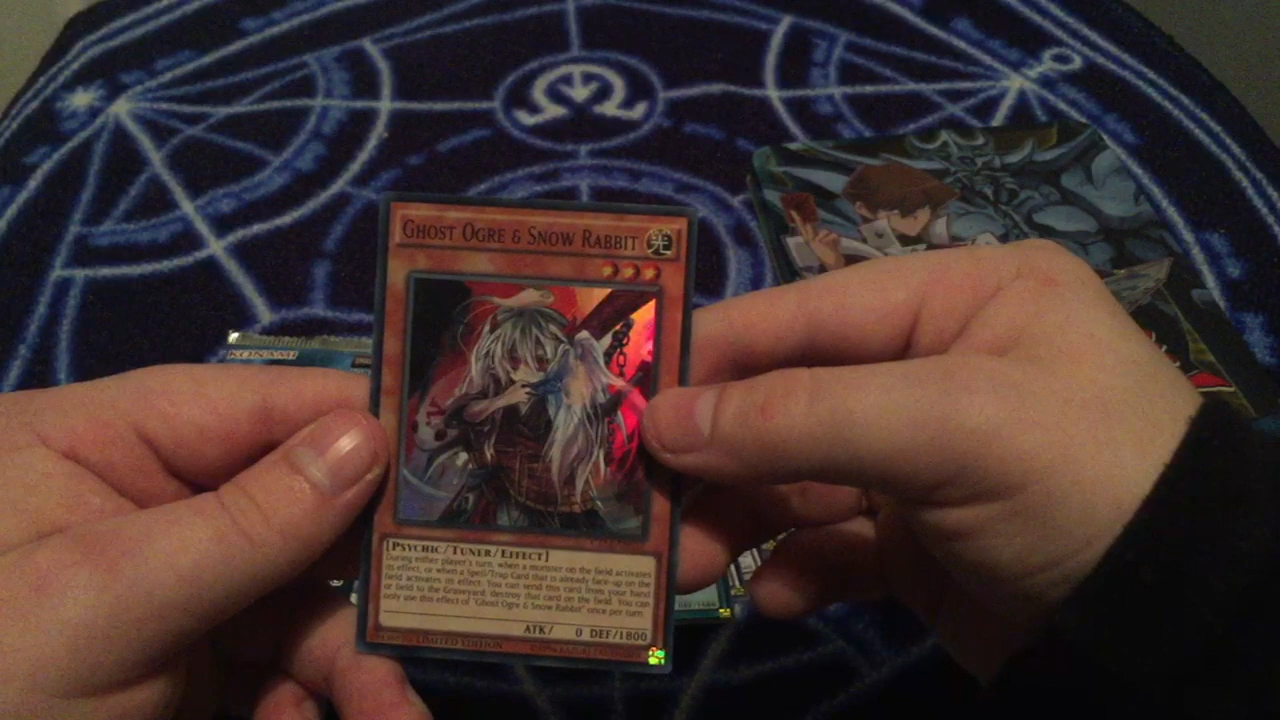 GHOST OGRE & SNOW RABBIT
光
KONAMI
[PSYCHIC/TUNER/EFFECT]
During either player's turn, when a monster on the field activates
its effect, or when a Spell/Trap Card that is already face-up on the
field activates its effect: You can send this card from your hand
or field to the Graveyard; destroy that card on the field. You can
only use this effect of "Ghost Ogre & Snow Rabbit" once per turn.
ATK/ 0 DEF/1800
LIMITED EDITION